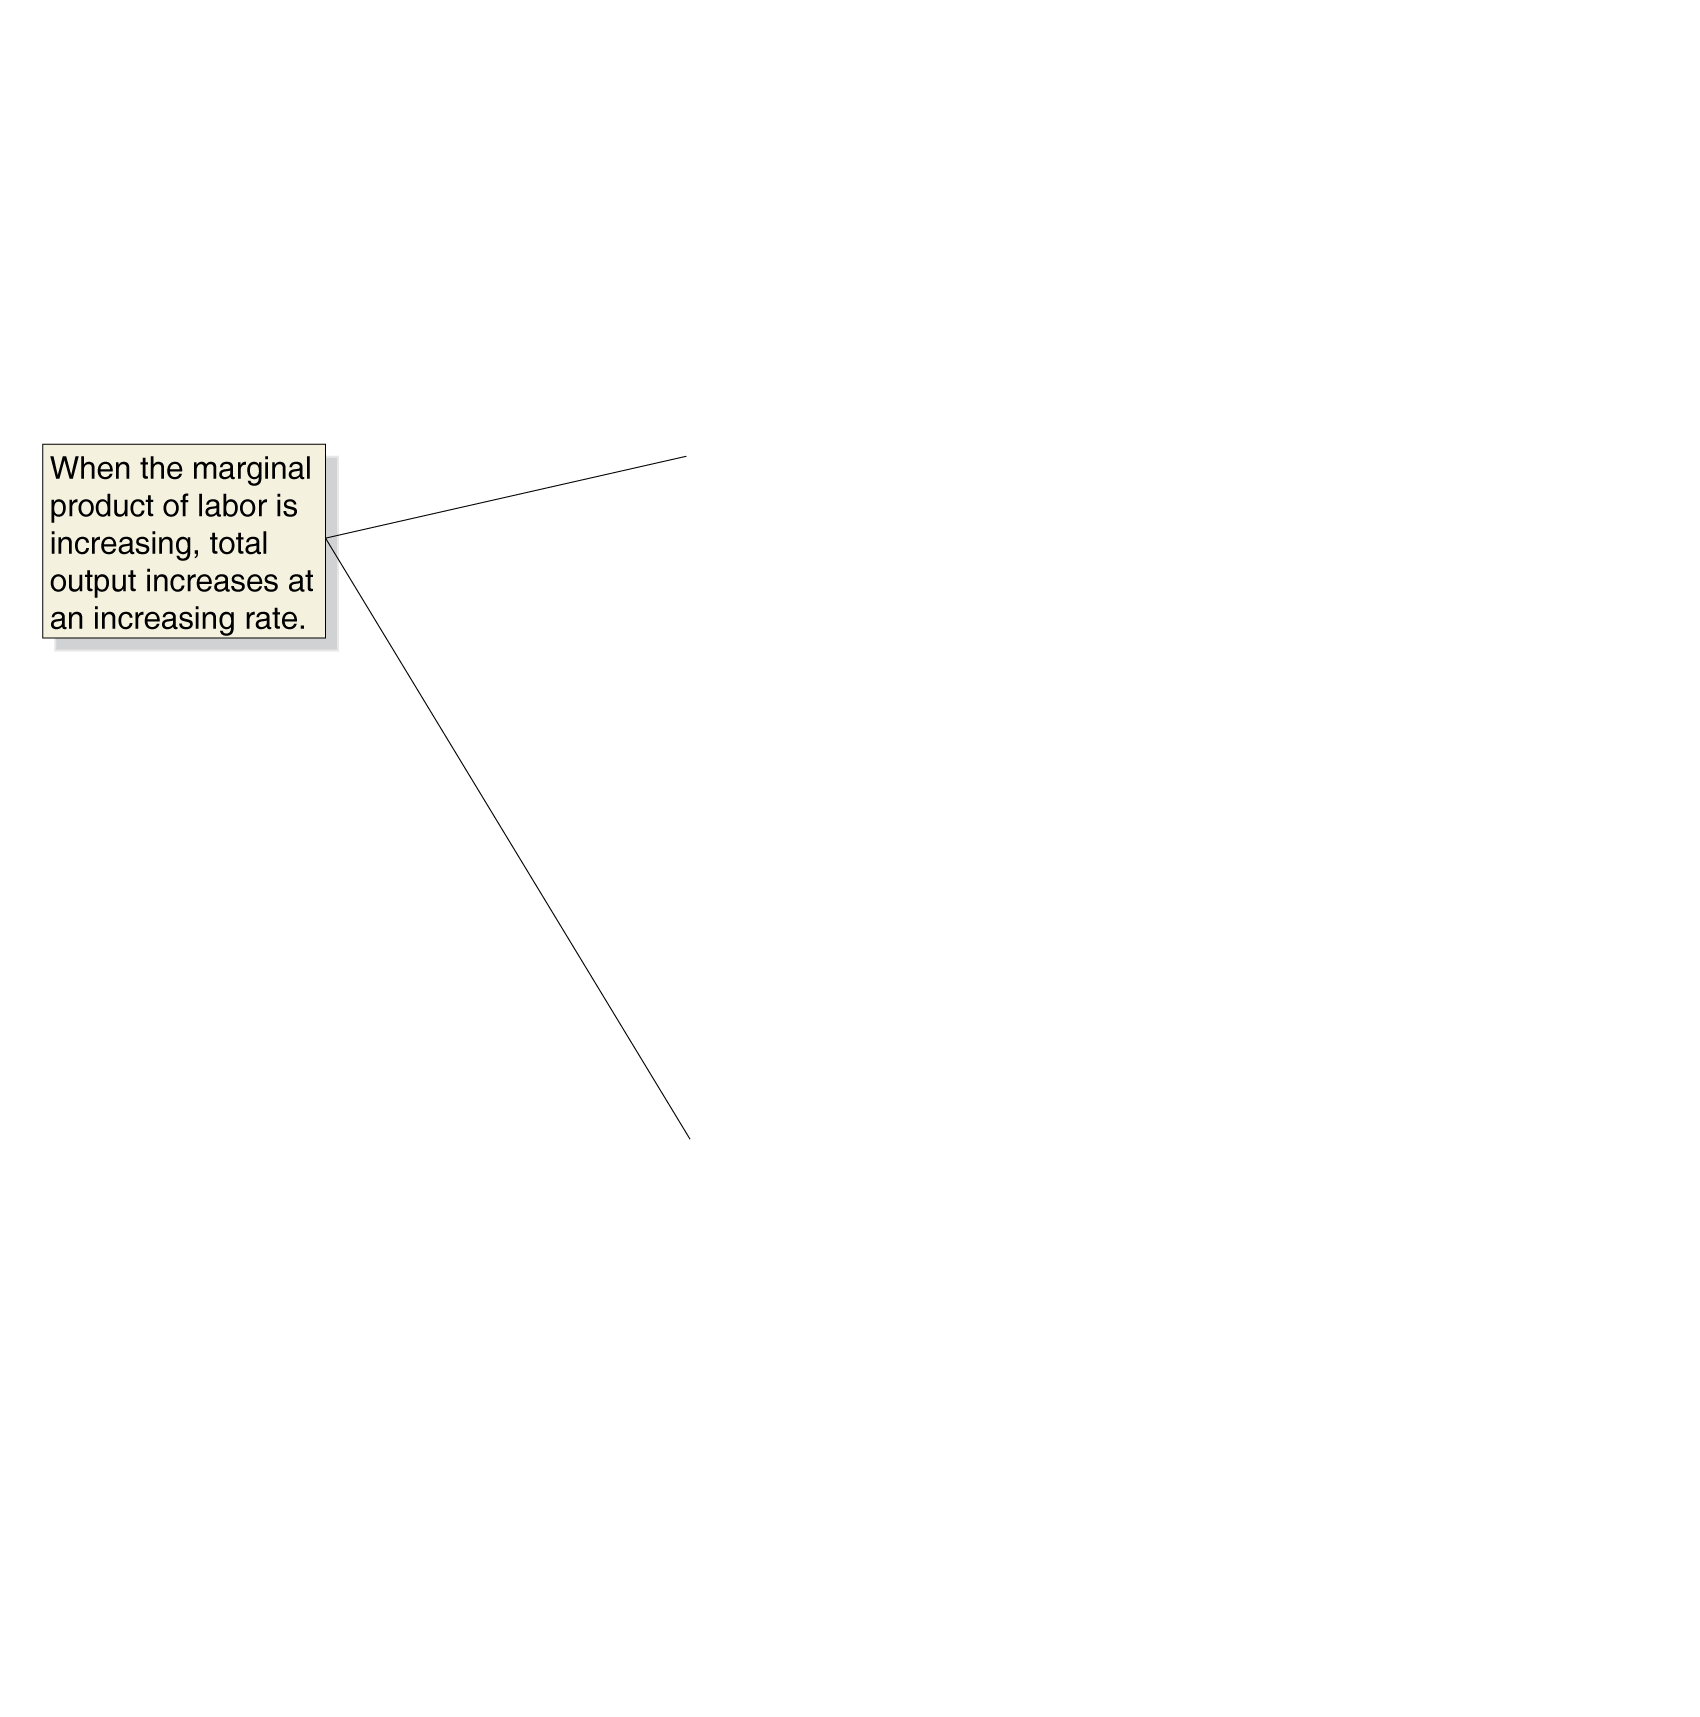 When the marginal
product of labor is
increasing, total
output increases at
an increasing rate.